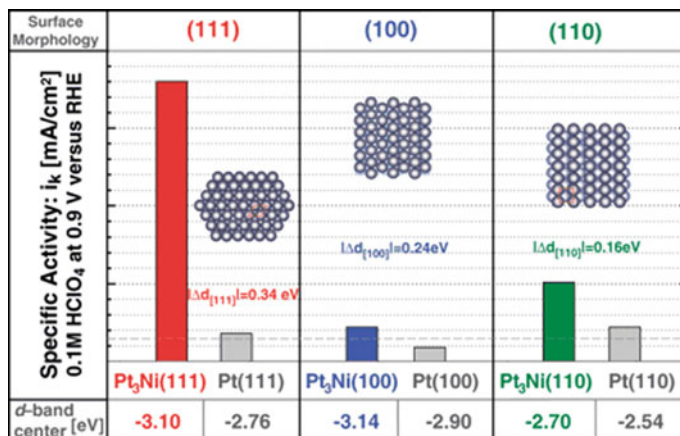 Surface Morphology
(111) (100) (110)
Specific Activity: iₖ [mA/cm²]
0.1M HClO₄ at 0.9 V versus RHE
|Δd[111]|=0.34 eV
|Δd[100]|=0.24eV
|Δd[110]|=0.16eV
Pt₃Ni(111) Pt(111) Pt₃Ni(100) Pt(100) Pt₃Ni(110) Pt(110)
d-band center [eV]
-3.10 -2.76 -3.14 -2.90 -2.70 -2.54